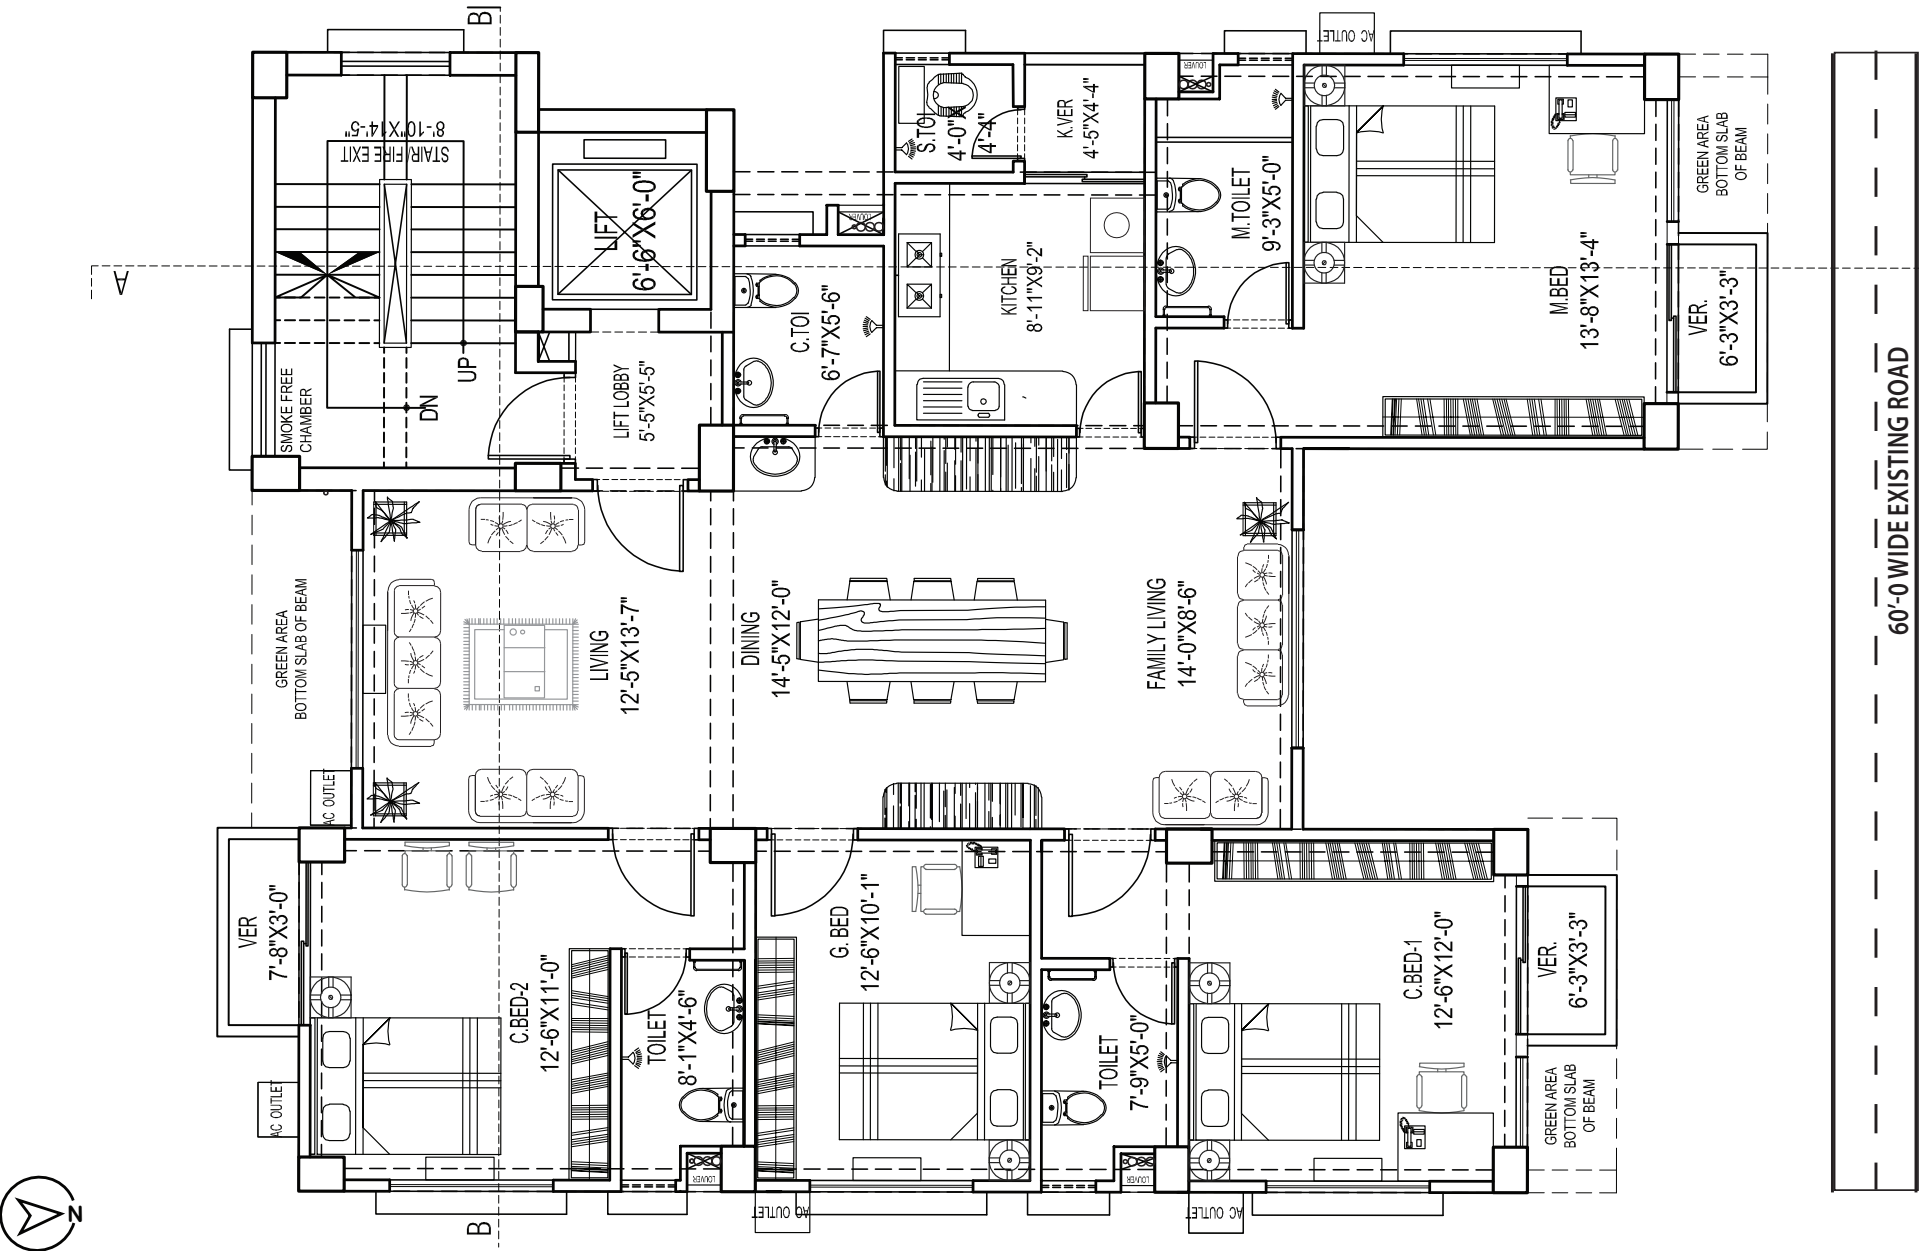 B
B
A
STAIR/FIRE EXIT
8'-10"X14'-5"
UP
DN
SMOKE FREE
CHAMBER
LIFT
6'-6"X6'-0"
LIFT LOBBY
5'-5"X5'-5"
C.TOI
6'-7"X5'-6"
LOUVER
S.TOI
4'-0"X
4'-4"
K.VER
4'-5"X4'-4"
KITCHEN
8'-11"X9'-2"
LOUVER
M.TOILET
9'-3"X5'-0"
AC OUTLET
M.BED
13'-8"X13'-4"
GREEN AREA
BOTTOM SLAB
OF BEAM
VER.
6'-3"X3'-3"
60'-0 WIDE EXISTING ROAD
GREEN AREA
BOTTOM SLAB OF BEAM
LIVING
12'-5"X13'-7"
DINING
14'-5"X12'-0"
FAMILY LIVING
14'-0"X8'-6"
AC OUTLET
VER
7'-8"X3'-0"
AC OUTLET
C.BED-2
12'-6"X11'-0"
TOILET
8'-1"X4'-6"
LOUVER
G. BED
12'-6"X10'-1"
AC OUTLET
TOILET
7'-9"X5'-0"
LOUVER
AC OUTLET
C.BED-1
12'-6"X12'-0"
VER.
6'-3"X3'-3"
GREEN AREA
BOTTOM SLAB
OF BEAM
N